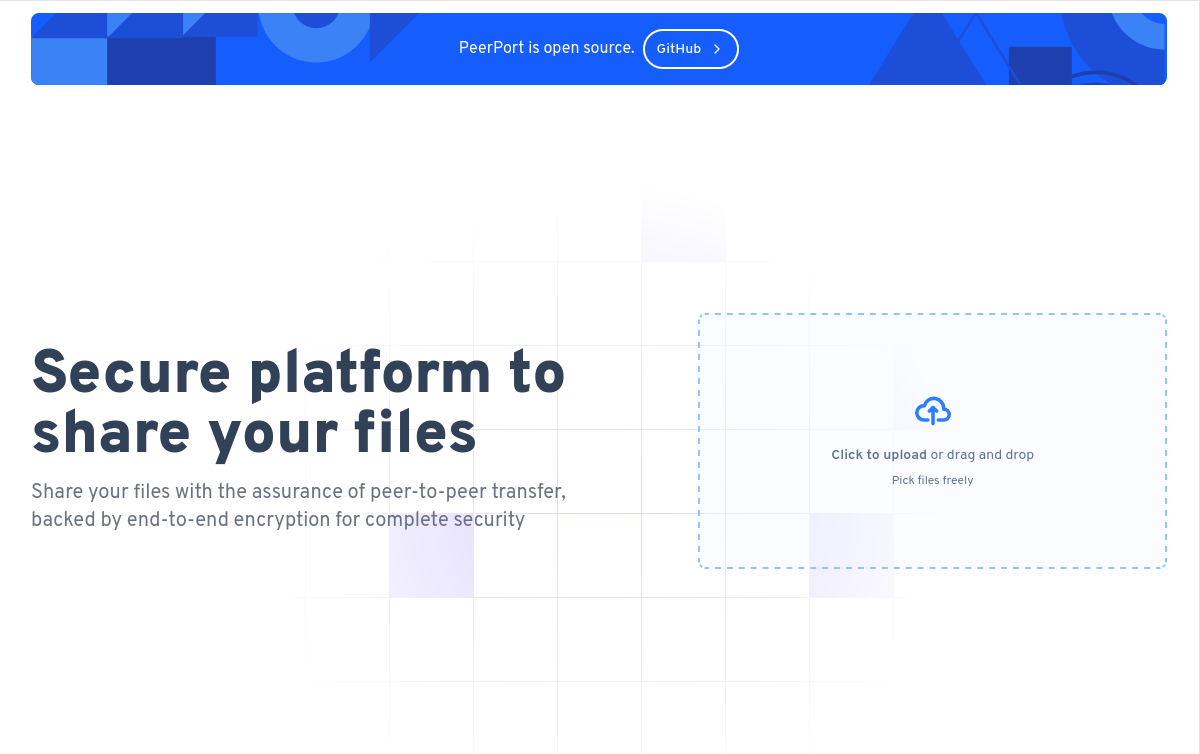 PeerPort is open source. GitHub
Secure platform to
share your files
Share your files with the assurance of peer-to-peer transfer,
backed by end-to-end encryption for complete security
Click to upload or drag and drop
Pick files freely